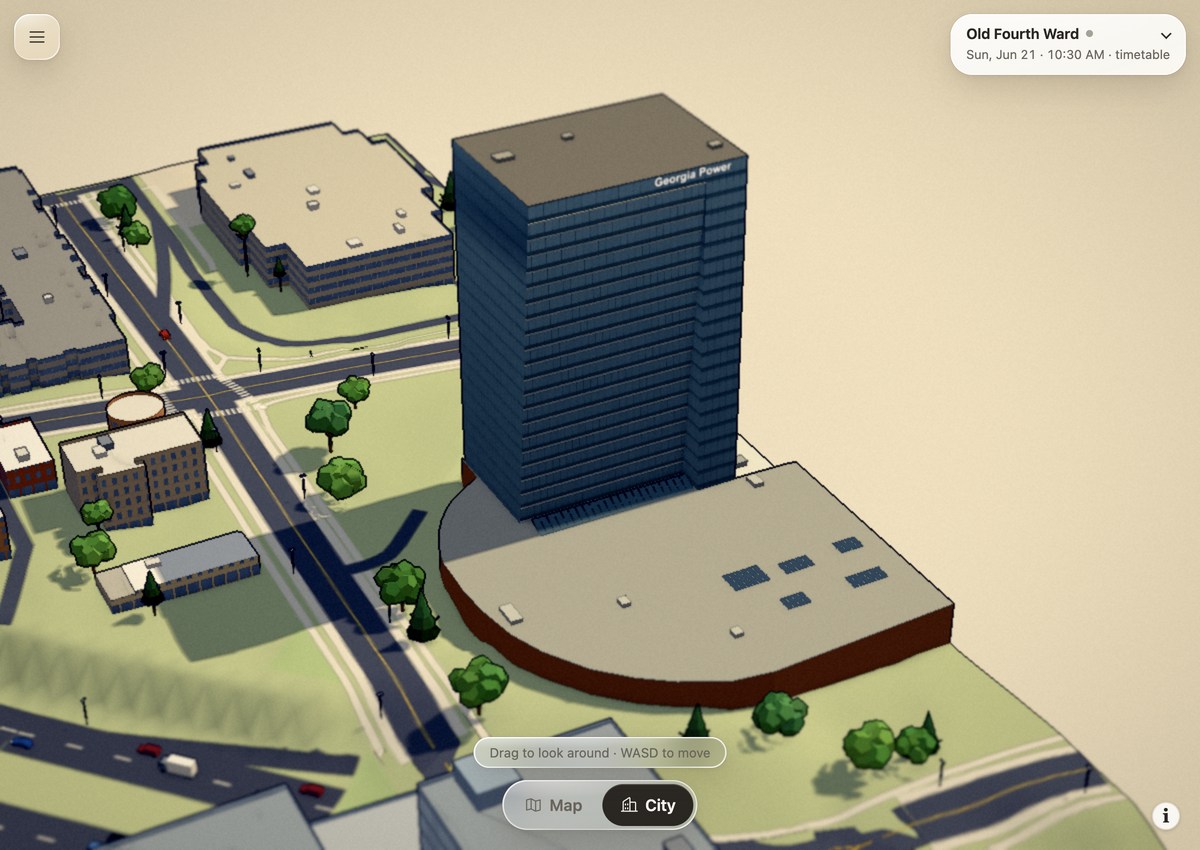 Old Fourth Ward
Sun, Jun 21 · 10:30 AM · timetable
Georgia Power
Drag to look around · WASD to move
Map
City
i